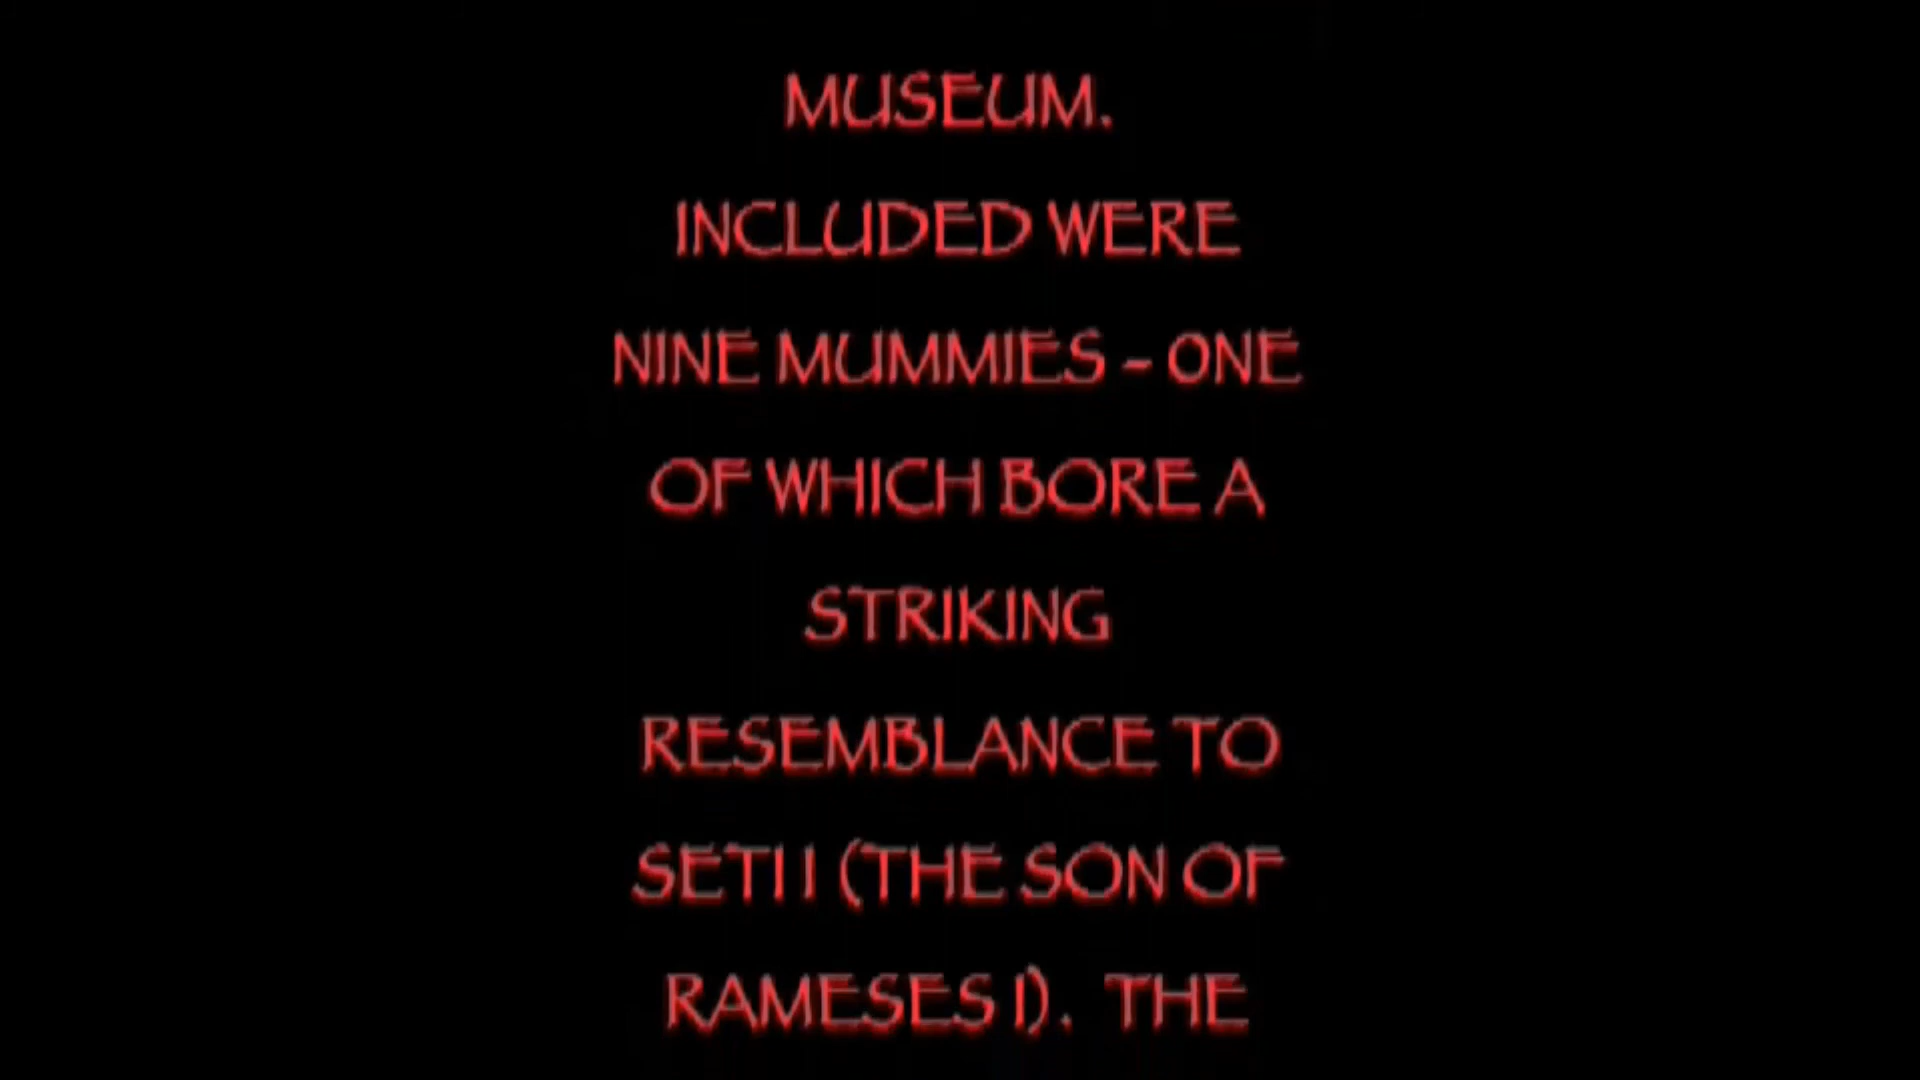 MUSEUM.
INCLUDED WERE
NINE MUMMIES - ONE
OF WHICH BORE A
STRIKING
RESEMBLANCE TO
SETI I (THE SON OF
RAMESES I). THE